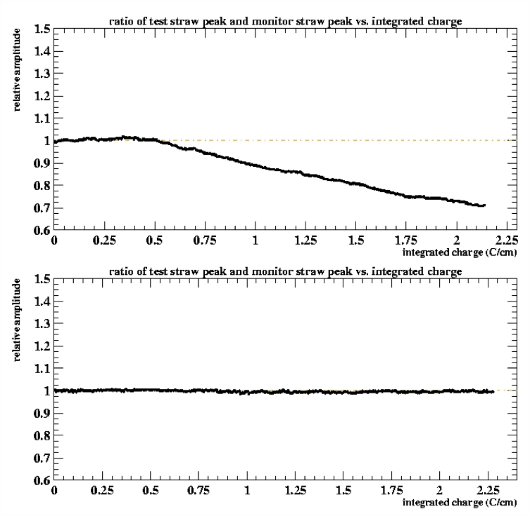 ratio of test straw peak and monitor straw peak vs. integrated charge
relative amplitude
1.5
1.4
1.3
1.2
1.1
1
0.9
0.8
0.7
0.6
0 0.25 0.5 0.75 1 1.25 1.5 1.75 2 2.25
integrated charge (C/cm)
ratio of test straw peak and monitor straw peak vs. integrated charge
relative amplitude
1.5
1.4
1.3
1.2
1.1
1
0.9
0.8
0.7
0.6
0 0.25 0.5 0.75 1 1.25 1.5 1.75 2 2.25
integrated charge (C/cm)